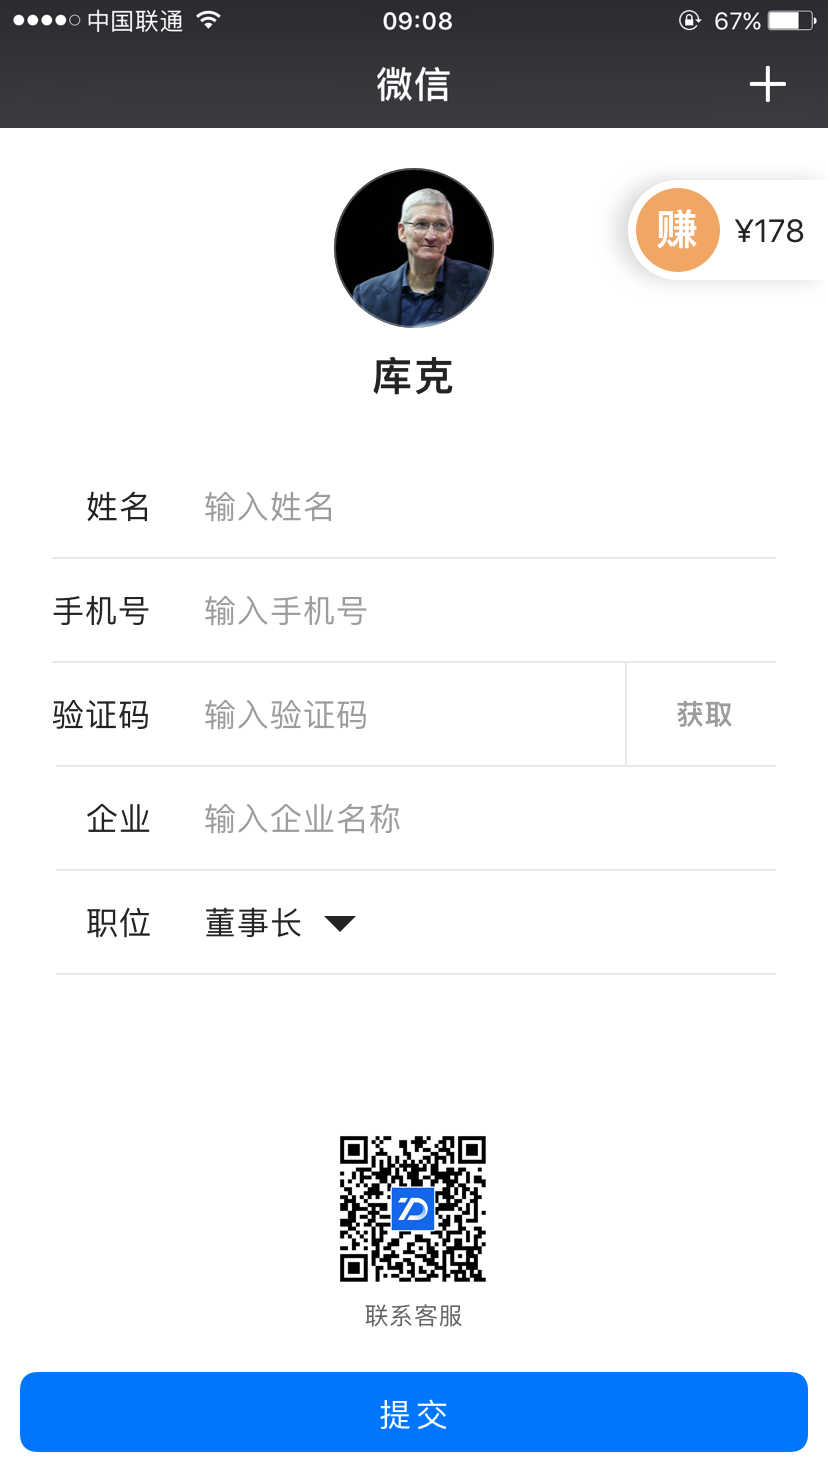 中国联通 09:08 67%
微信
赚 ¥178
库克
姓名 输入姓名
手机号 输入手机号
验证码 输入验证码 获取
企业 输入企业名称
职位 董事长
联系客服
提交